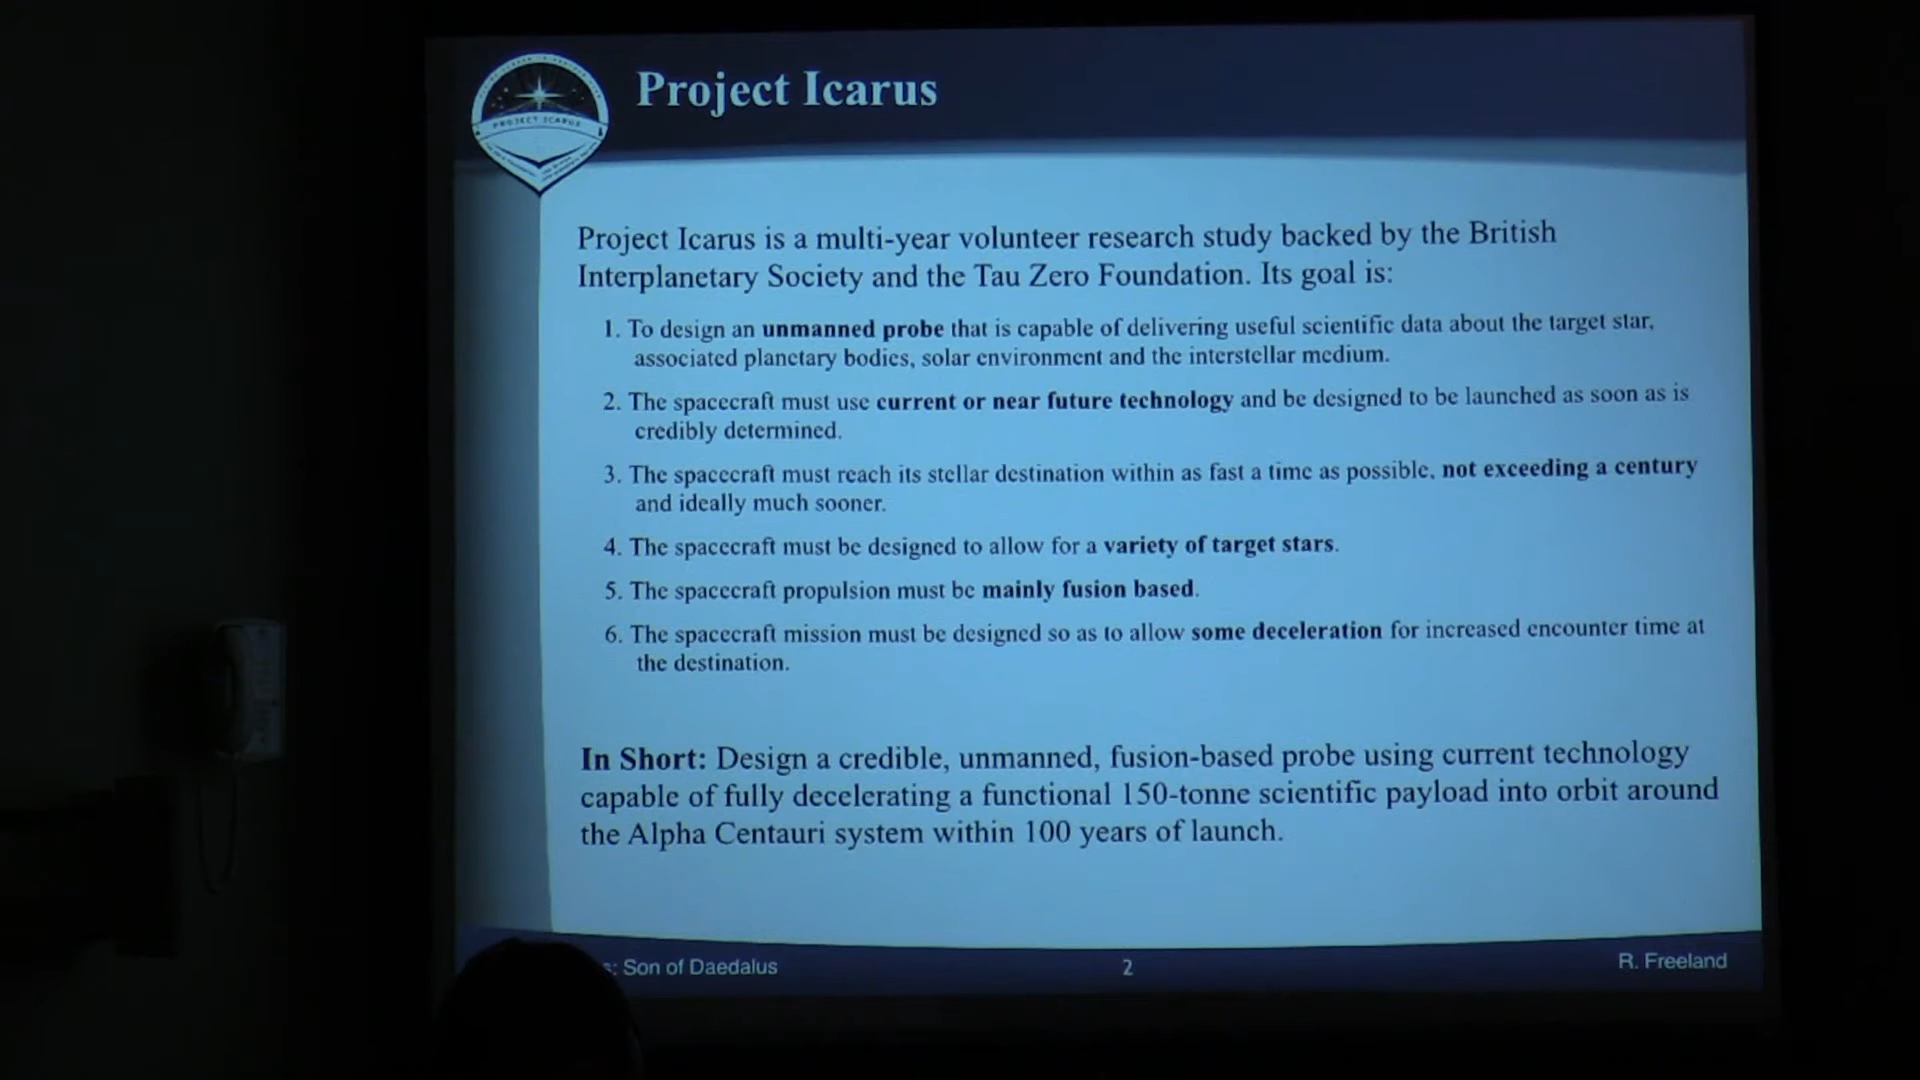 Project Icarus
PROJECT ICARUS
Project Icarus is a multi-year volunteer research study backed by the British
Interplanetary Society and the Tau Zero Foundation. Its goal is:
1. To design an unmanned probe that is capable of delivering useful scientific data about the target star,
associated planetary bodies, solar environment and the interstellar medium.
2. The spacecraft must use current or near future technology and be designed to be launched as soon as is
credibly determined.
3. The spacecraft must reach its stellar destination within as fast a time as possible, not exceeding a century
and ideally much sooner.
4. The spacecraft must be designed to allow for a variety of target stars.
5. The spacecraft propulsion must be mainly fusion based.
6. The spacecraft mission must be designed so as to allow some deceleration for increased encounter time at
the destination.
In Short: Design a credible, unmanned, fusion-based probe using current technology
capable of fully decelerating a functional 150-tonne scientific payload into orbit around
the Alpha Centauri system within 100 years of launch.
: Son of Daedalus 2 R. Freeland